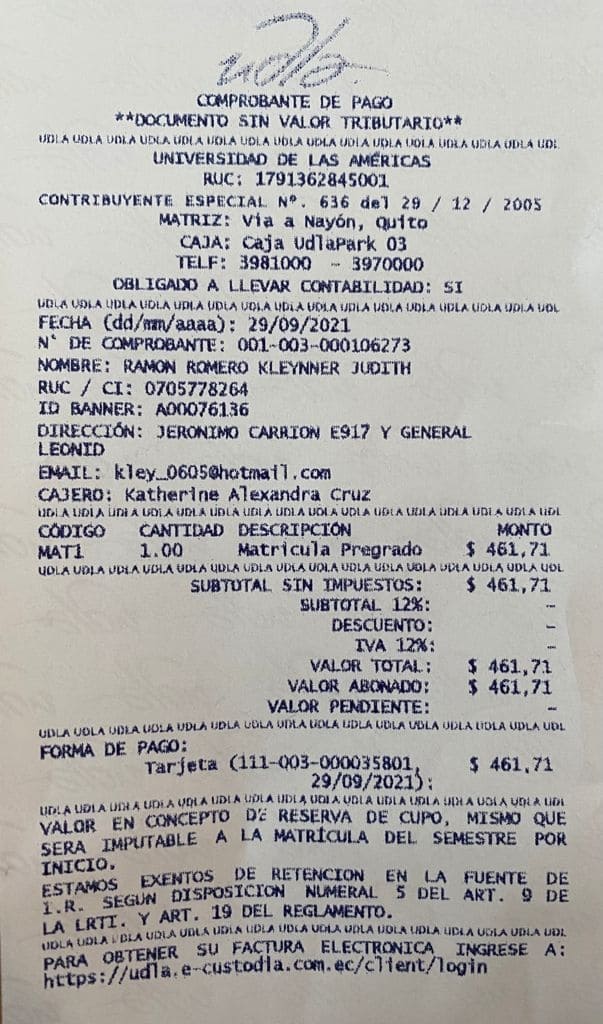 udla
COMPROBANTE DE PAGO
**DOCUMENTO SIN VALOR TRIBUTARIO**
UDLA UDLA UDLA UDLA UDLA UDLA UDLA UDLA UDLA UDLA UDLA UDLA UDLA UDLA UDL
UNIVERSIDAD DE LAS AMÉRICAS
RUC: 1791362845001
CONTRIBUYENTE ESPECIAL Nº. 636 del 29 / 12 / 2005
MATRIZ: Via a Nayón, Quito
CAJA: Caja UdlaPark 03
TELF: 3981000 - 3970000
OBLIGADO A LLEVAR CONTABILIDAD: SI
UDLA UDLA UDLA UDLA UDLA UDLA UDLA UDLA UDLA UDLA UDLA UDLA UDLA UDLA UDL
FECHA (dd/mm/aaaa): 29/09/2021
N° DE COMPROBANTE: 001-003-000106273
NOMBRE: RAMON ROMERO KLEYNNER JUDITH
RUC / CI: 0705778264
ID BANNER: A00076136
DIRECCIÓN: JERONIMO CARRION E917 Y GENERAL
LEONID
EMAIL: kley_0605@hotmail.com
CAJERO: Katherine Alexandra Cruz
UDLA UDLA UDLA UDLA UDLA UDLA UDLA UDLA UDLA UDLA UDLA UDLA UDLA UDLA UDL
CÓDIGO CANTIDAD DESCRIPCIÓN MONTO
MAT1 1.00 Matricula Pregrado $ 461,71
UDLA UDLA UDLA UDLA UDLA UDLA UDLA UDLA UDLA UDLA UDLA UDLA UDLA UDLA UDL
SUBTOTAL SIN IMPUESTOS: $ 461,71
SUBTOTAL 12%: -
DESCUENTO: -
IVA 12%: -
VALOR TOTAL: $ 461,71
VALOR ABONADO: $ 461,71
VALOR PENDIENTE: -
UDLA UDLA UDLA UDLA UDLA UDLA UDLA UDLA UDLA UDLA UDLA UDLA UDLA UDLA UDL
FORMA DE PAGO:
Tarjeta (111-003-000035801, $ 461,71
29/09/2021):
UDLA UDLA UDLA UDLA UDLA UDLA UDLA UDLA UDLA UDLA UDLA UDLA UDLA UDLA UDL
VALOR EN CONCEPTO DE RESERVA DE CUPO, MISMO QUE
SERA IMPUTABLE A LA MATRÍCULA DEL SEMESTRE POR
INICIO.
ESTAMOS EXENTOS DE RETENCION EN LA FUENTE DE
I.R. SEGÚN DISPOSICION NUMERAL 5 DEL ART. 9 DE
LA LRTI. Y ART. 19 DEL REGLAMENTO.
UDLA UDLA UDLA UDLA UDLA UDLA UDLA UDLA UDLA UDLA UDLA UDLA UDLA UDLA UDL
PARA OBTENER SU FACTURA ELECTRONICA INGRESE A:
https://udla.e-custodia.com.ec/client/login